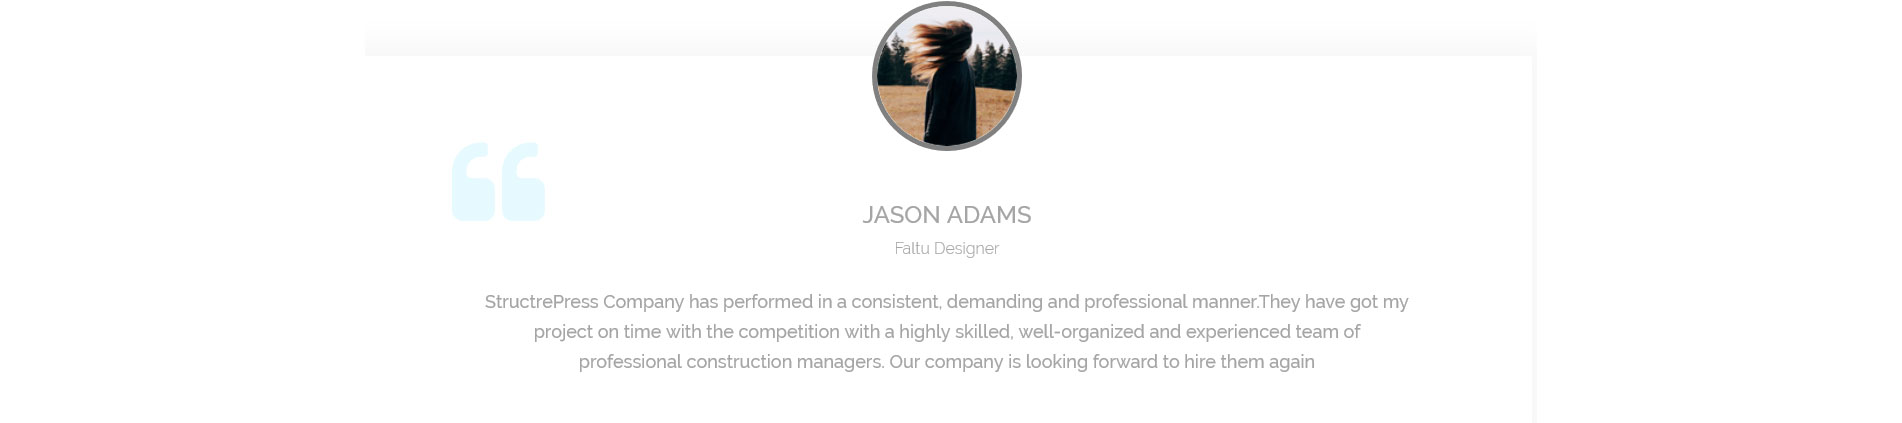 JASON ADAMS
Faltu Designer
StructrePress Company has performed in a consistent, demanding and professional manner.They have got my
project on time with the competition with a highly skilled, well-organized and experienced team of
professional construction managers. Our company is looking forward to hire them again